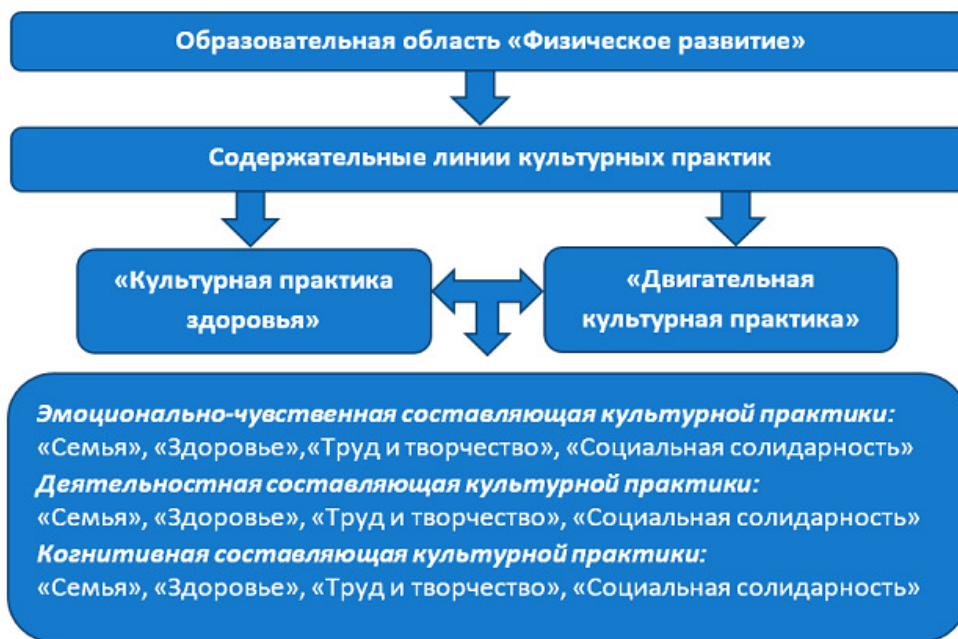 Образовательная область «Физическое развитие»
Содержательные линии культурных практик
«Культурная практика
здоровья»
«Двигательная
культурная практика»
Эмоционально-чувственная составляющая культурной практики:
«Семья», «Здоровье»,«Труд и творчество», «Социальная солидарность»
Деятельностная составляющая культурной практики:
«Семья», «Здоровье», «Труд и творчество», «Социальная солидарность»
Когнитивная составляющая культурной практики:
«Семья», «Здоровье», «Труд и творчество», «Социальная солидарность»